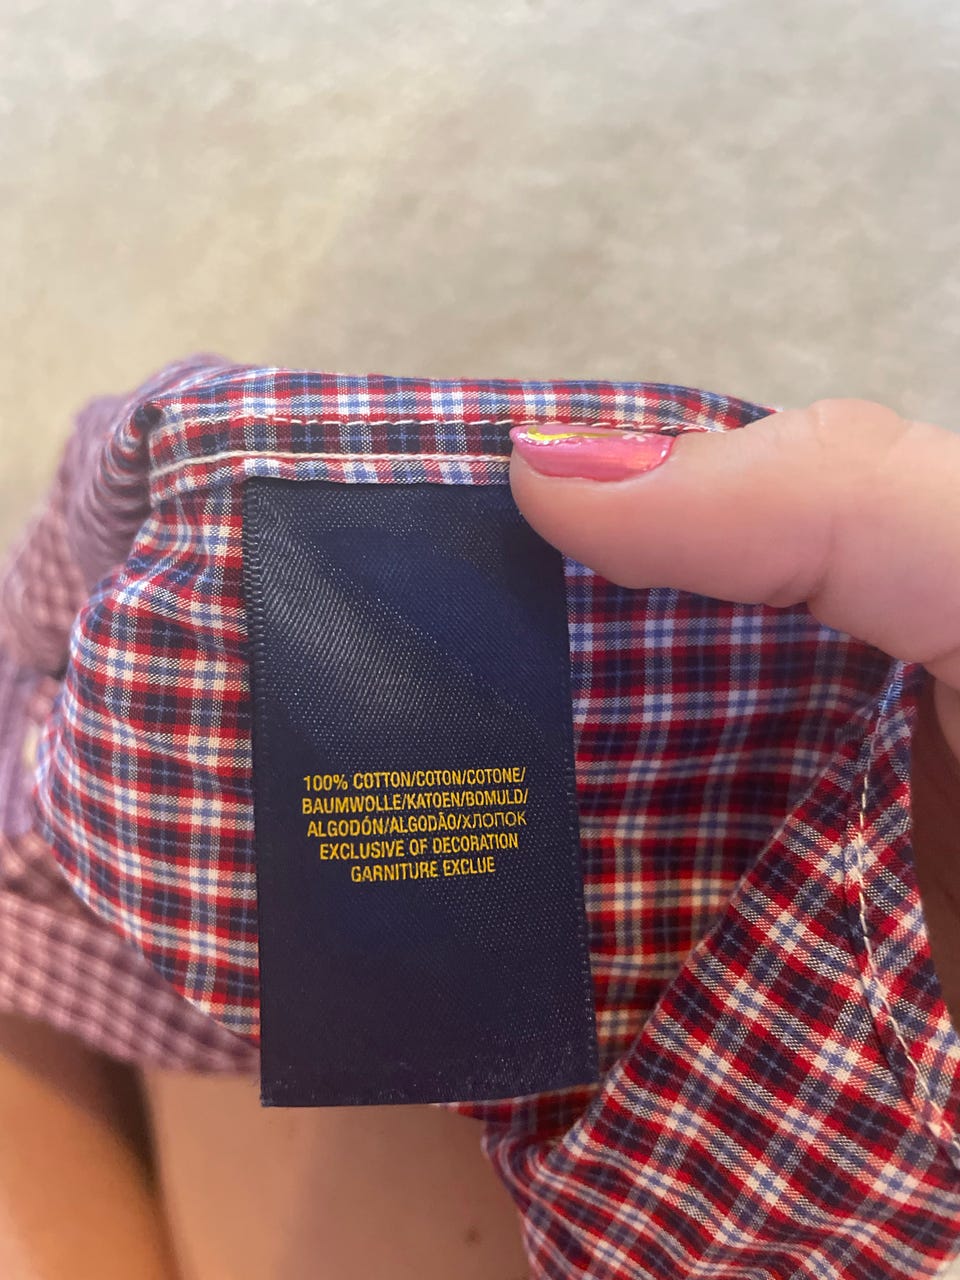 100% COTTON/COTON/COTONE/
BAUMWOLLE/KATOEN/BOMULD/
ALGODÓN/ALGODÃO/ХЛОПОК
EXCLUSIVE OF DECORATION
GARNITURE EXCLUE